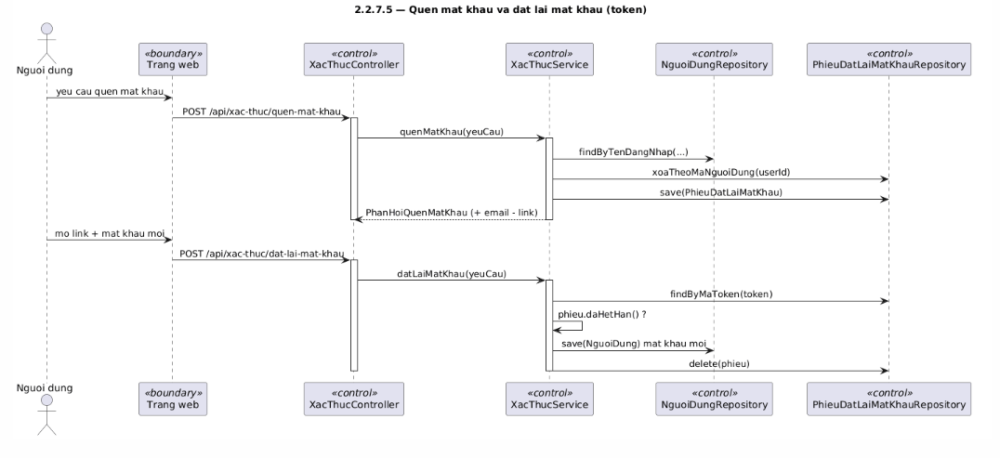 2.2.7.5 — Quen mat khau va dat lai mat khau (token)
Nguoi dung
«boundary»
Trang web
«control»
XacThucController
«control»
XacThucService
«control»
NguoiDungRepository
«control»
PhieuDatLaiMatKhauRepository
yeu cau quen mat khau
POST /api/xac-thuc/quen-mat-khau
quenMatKhau(yeuCau)
findByTenDangNhap(...)
xoaTheoMaNguoiDung(userId)
save(PhieuDatLaiMatKhau)
PhanHoiQuenMatKhau (+ email - link)
mo link + mat khau moi
POST /api/xac-thuc/dat-lai-mat-khau
datLaiMatKhau(yeuCau)
findByMaToken(token)
phieu.daHetHan() ?
save(NguoiDung) mat khau moi
delete(phieu)
Nguoi dung
«boundary»
Trang web
«control»
XacThucController
«control»
XacThucService
«control»
NguoiDungRepository
«control»
PhieuDatLaiMatKhauRepository